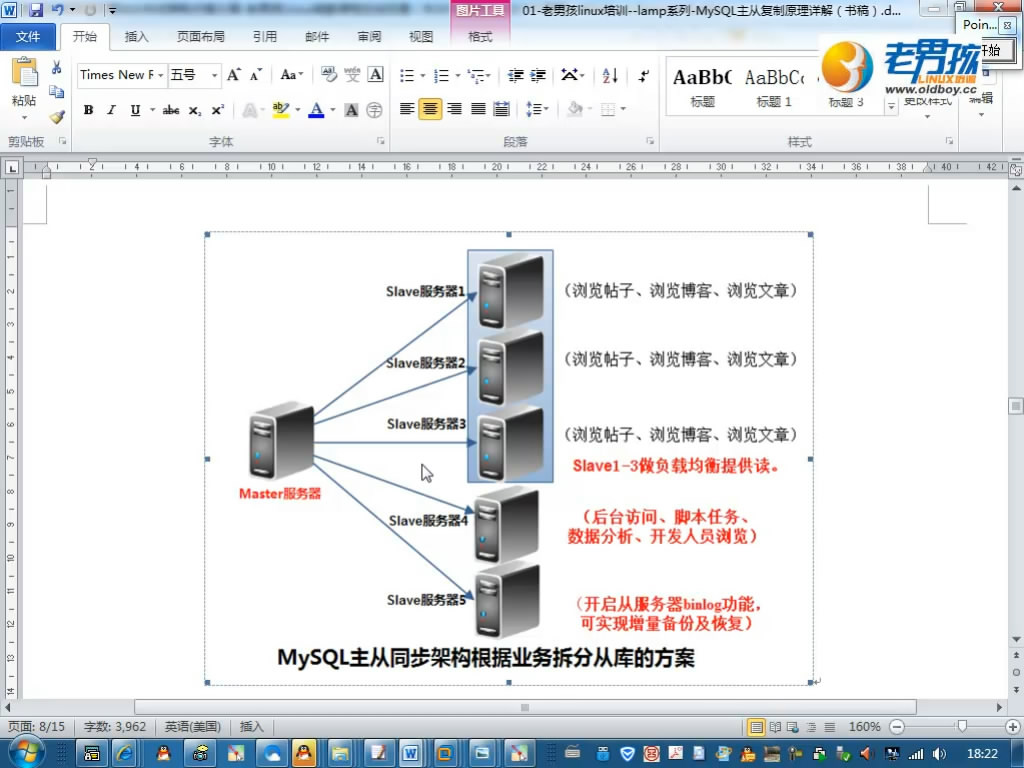 图片工具
01-老男孩linux培训--lamp系列-MySQL主从复制原理详解（书稿）.d...
Poin...
文件 开始 插入 页面布局 引用 邮件 审阅 视图 格式
始
老男孩
LINUX培训
www.oldboy.cc
粘贴
Times New R 五号
AaBbC AaBbCc
标题 标题 1 标题 3 更改样式 编辑
剪贴板 字体 段落 样式
Slave服务器1 （浏览帖子、浏览博客、浏览文章）
Slave服务器2 （浏览帖子、浏览博客、浏览文章）
Slave服务器3 （浏览帖子、浏览博客、浏览文章）
Slave1-3做负载均衡提供读。
Master服务器
Slave服务器4 （后台访问、脚本任务、
数据分析、开发人员浏览）
Slave服务器5 （开启从服务器binlog功能，
可实现增量备份及恢复）
MySQL主从同步架构根据业务拆分从库的方案
页面: 8/15 字数: 3,962 英语(美国) 插入 160%
18:22